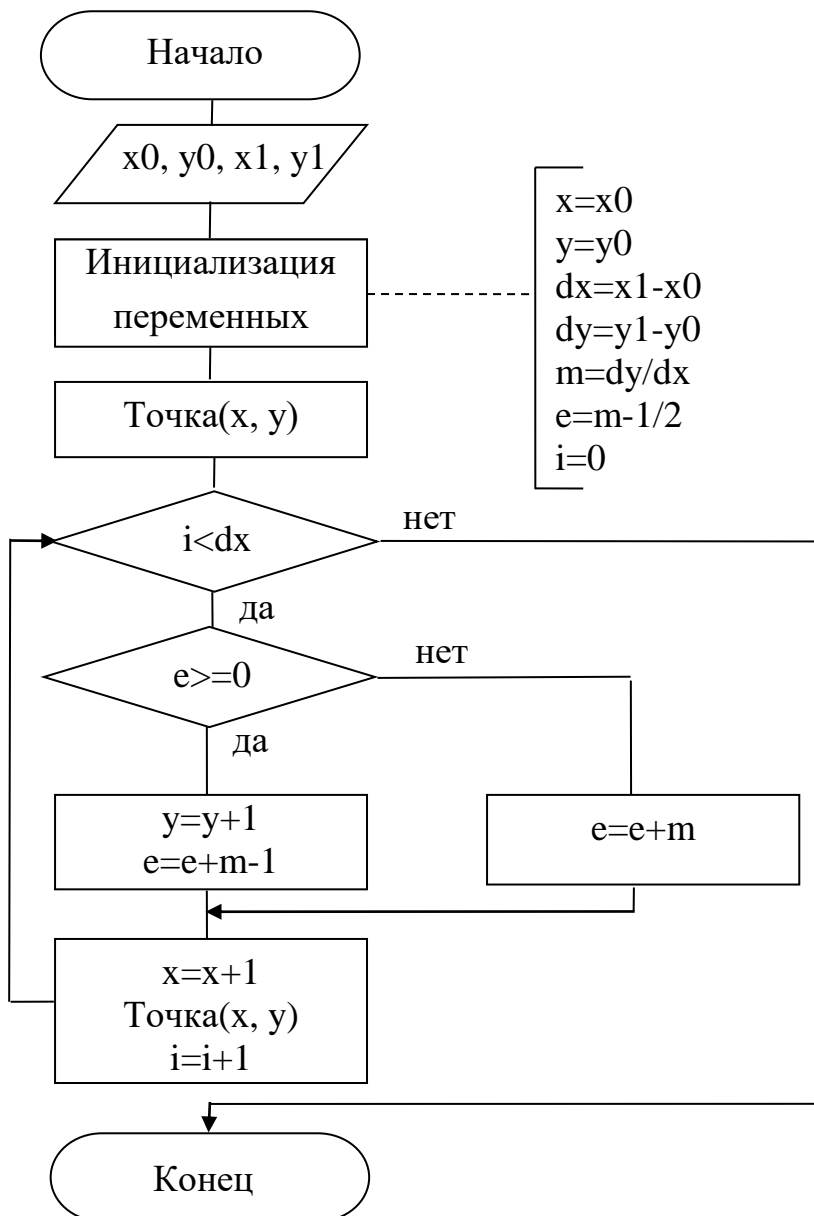 Начало
x0, y0, x1, y1
Инициализация
переменных
x=x0
y=y0
dx=x1-x0
dy=y1-y0
m=dy/dx
e=m-1/2
i=0
Точка(x, y)
i<dx
нет
да
e>=0
нет
да
y=y+1
e=e+m-1
e=e+m
x=x+1
Точка(x, y)
i=i+1
Конец